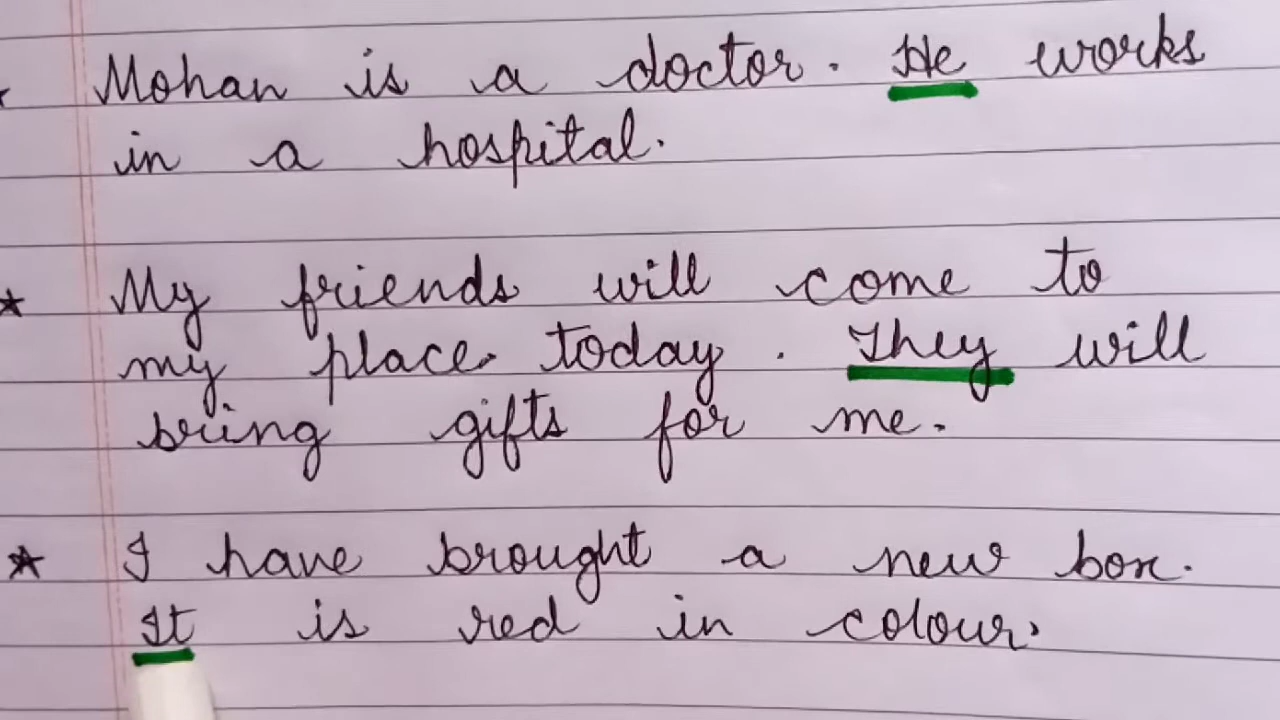 Mohan is a doctor. He works
in a hospital.
★ My friends will come to
my place today. They will
bring gifts for me.
★ I have brought a new box.
It is red in colour.